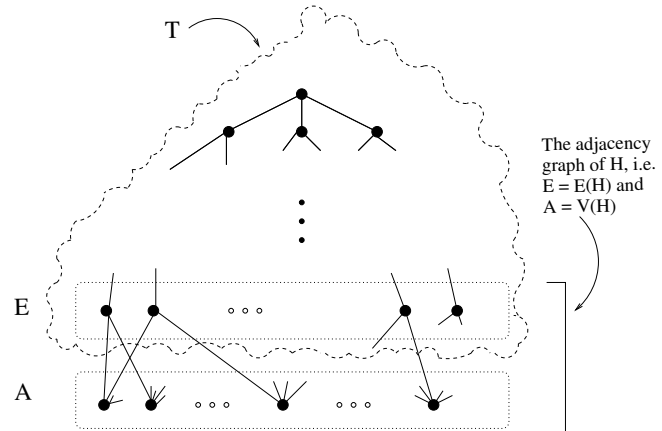 T
The adjacency
graph of H, i.e.
E = E(H) and
A = V(H)
E
A